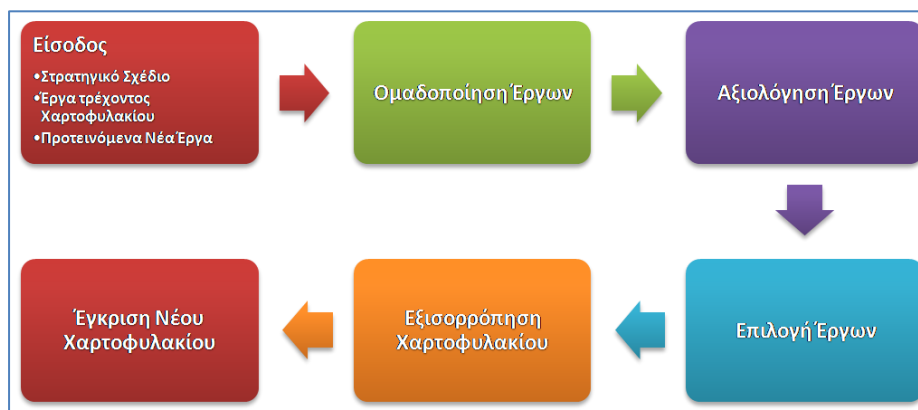 Είσοδος
•Στρατηγικό Σχέδιο
•Έργα τρέχοντος
Χαρτοφυλακίου
•Προτεινόμενα Νέα Έργα
Ομαδοποίηση Έργων
Αξιολόγηση Έργων
Επιλογή Έργων
Εξισορρόπηση
Χαρτοφυλακίου
Έγκριση Νέου
Χαρτοφυλακίου